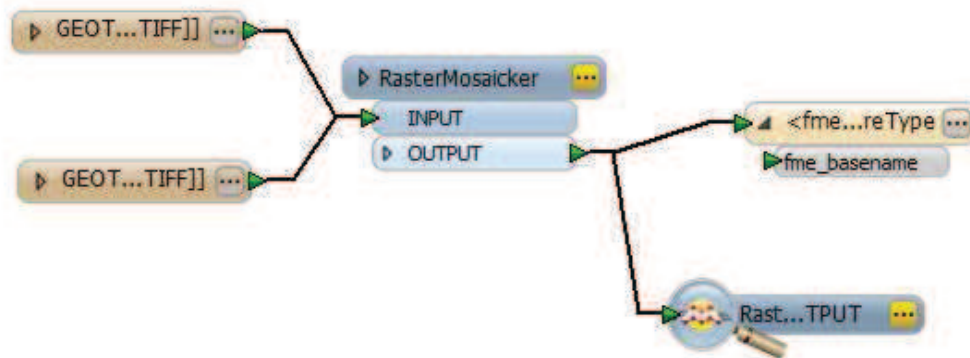 GEOT...TIFF]] ...
RasterMosaicker ...
INPUT
OUTPUT
<fme...reType ...
fme_basename
GEOT...TIFF]] ...
Rast...TPUT ...